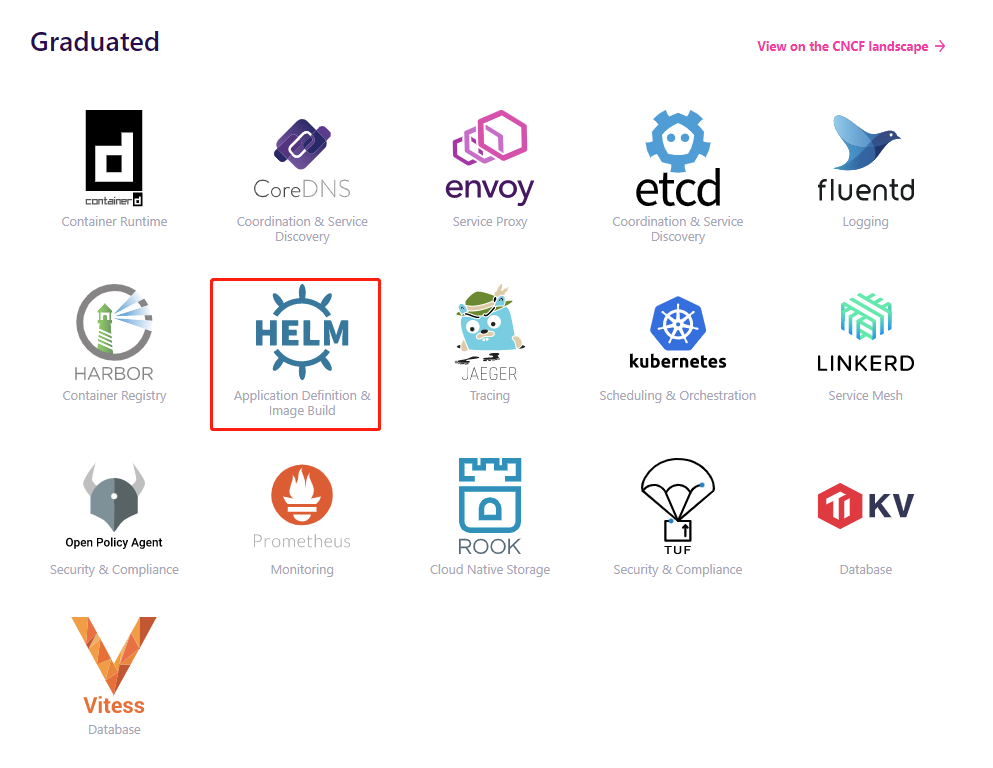 Graduated
View on the CNCF landscape →
d
containerd
Container Runtime
CoreDNS
Coordination & Service
Discovery
envoy
Service Proxy
etcd
Coordination & Service
Discovery
fluentd
Logging
HARBOR
Container Registry
HELM
Application Definition &
Image Build
JAEGER
Tracing
kubernetes
Scheduling & Orchestration
LINKERD
Service Mesh
Open Policy Agent
Security & Compliance
Prometheus
Monitoring
ROOK
Cloud Native Storage
TUF
Security & Compliance
Ti KV
Database
Vitess
Database